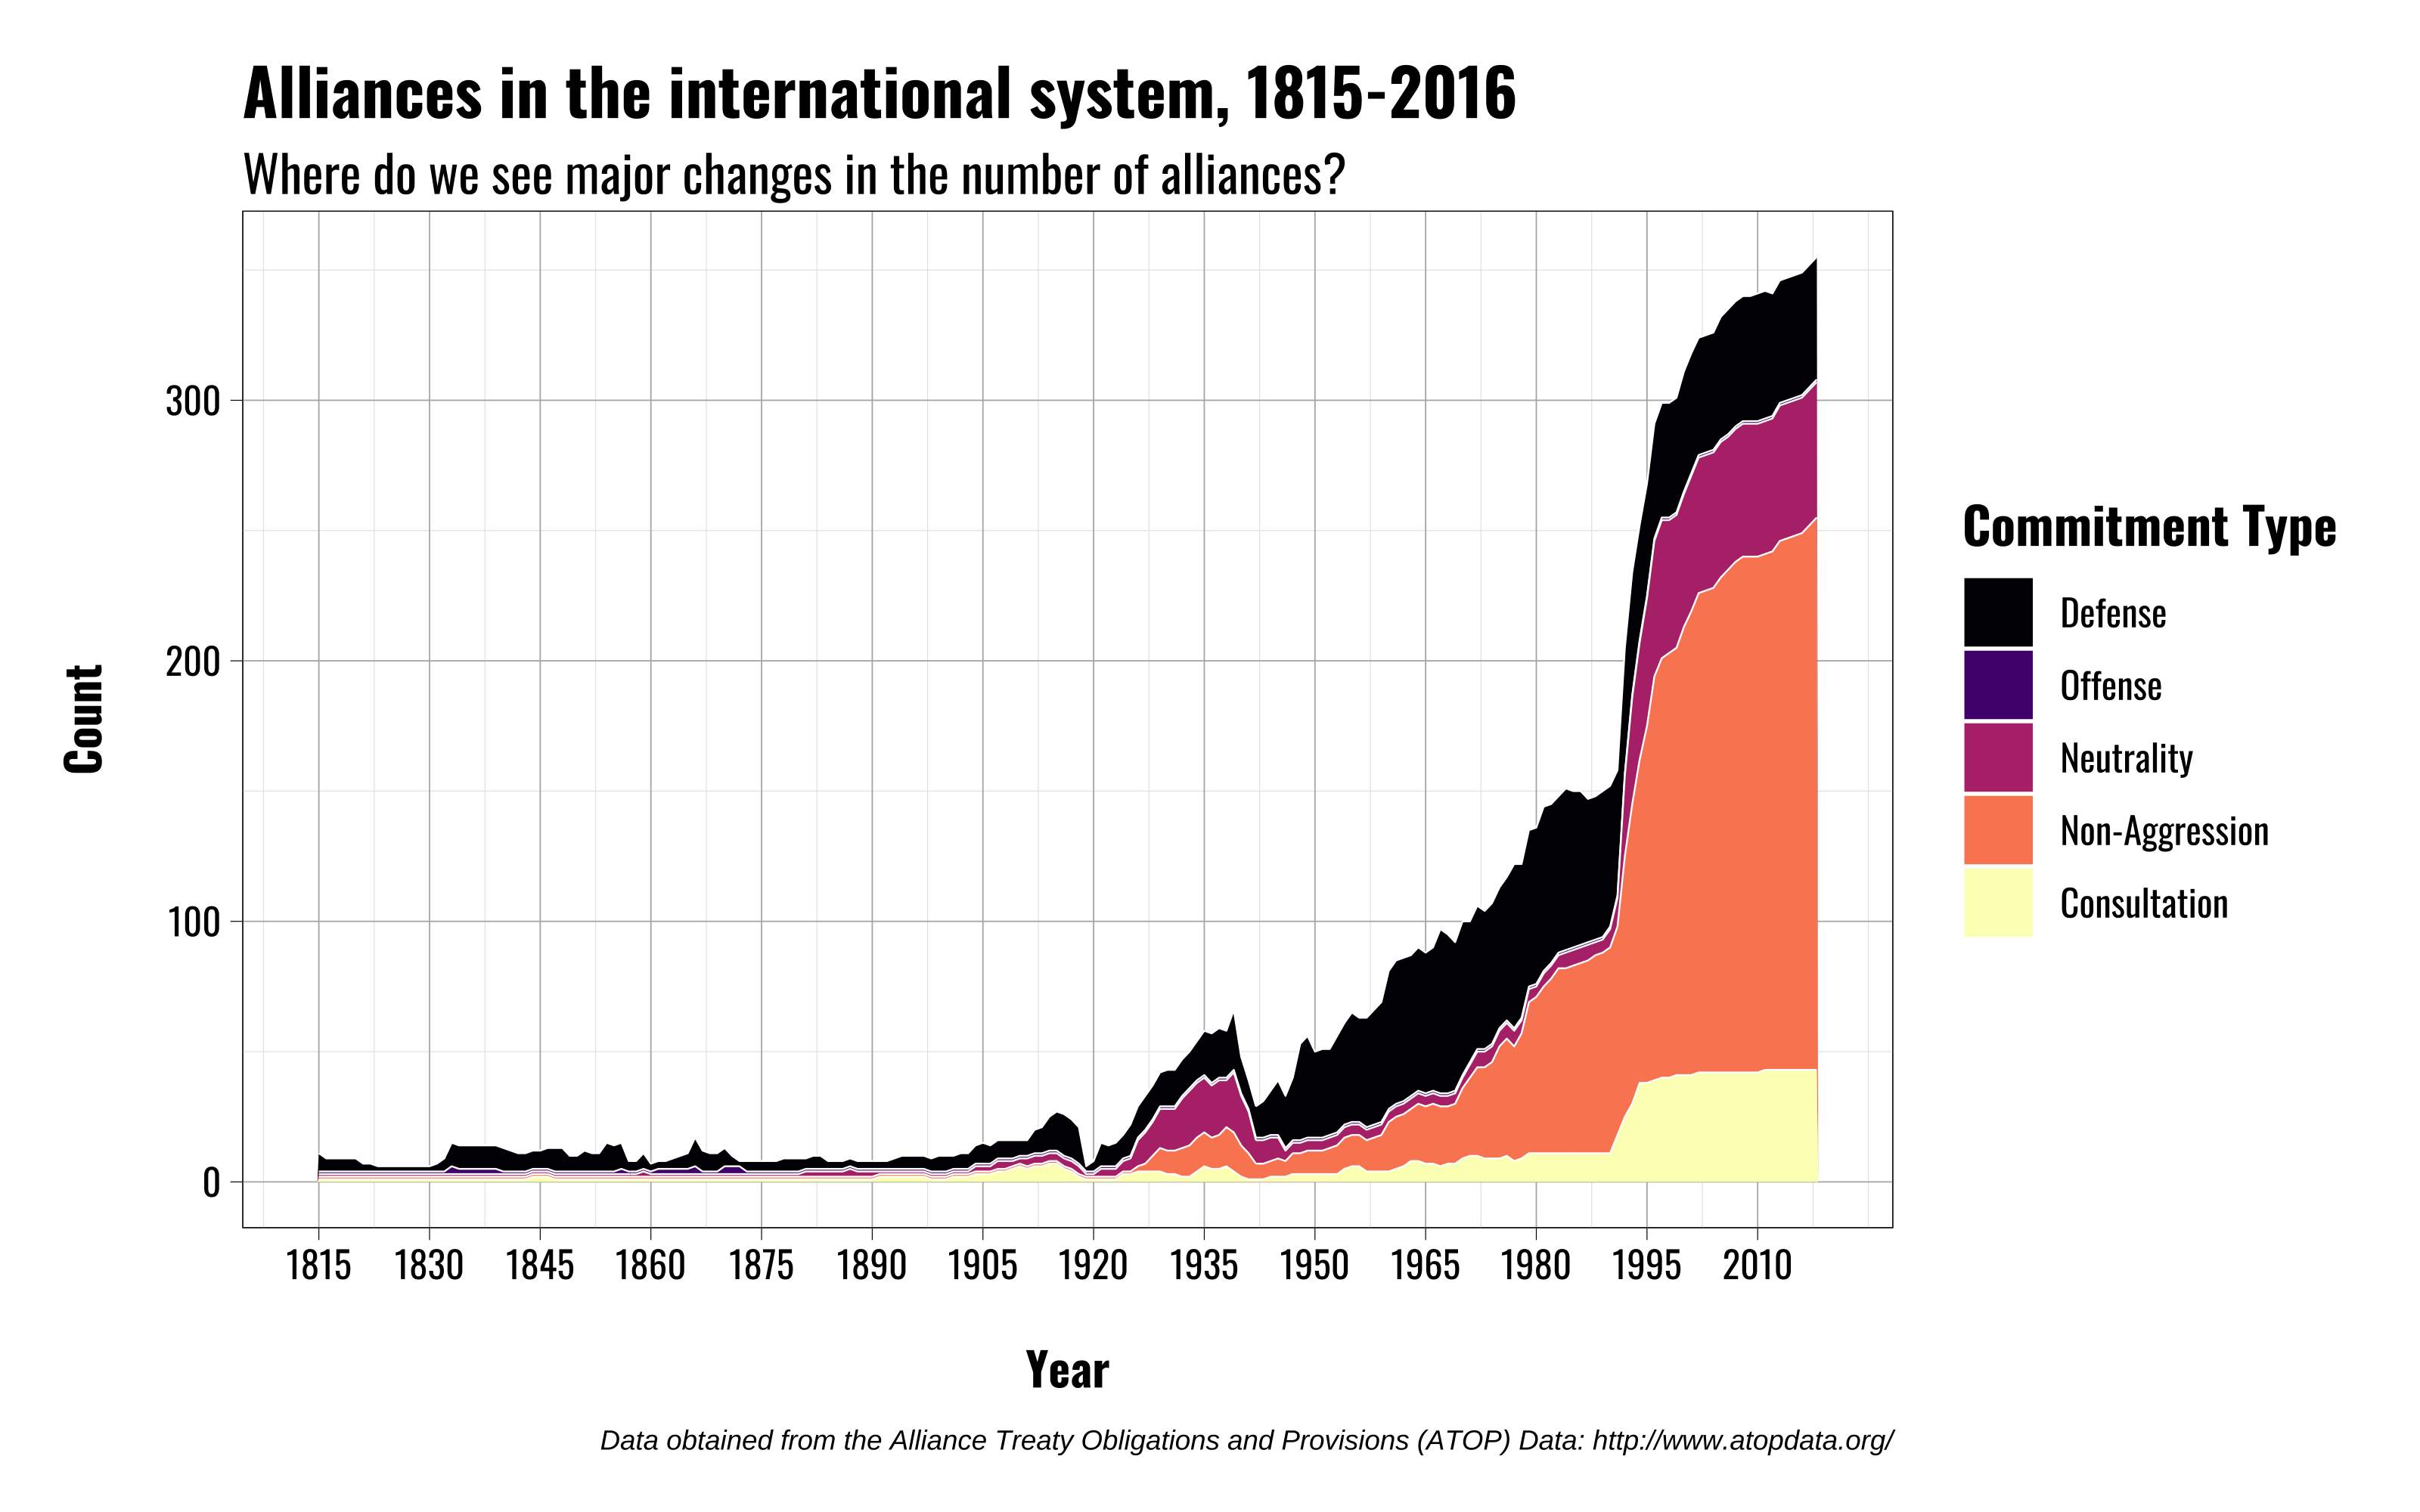 Alliances in the international system, 1815-2016
Where do we see major changes in the number of alliances?
Count
300
200
100
0
1815 1830 1845 1860 1875 1890 1905 1920 1935 1950 1965 1980 1995 2010
Year
Commitment Type
Defense
Offense
Neutrality
Non-Aggression
Consultation
Data obtained from the Alliance Treaty Obligations and Provisions (ATOP) Data: http://www.atopdata.org/